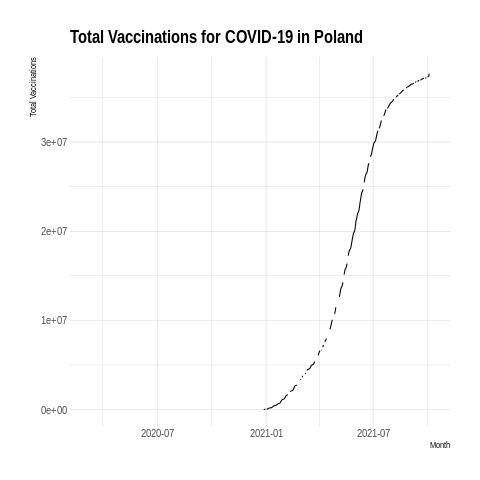 Total Vaccinations for COVID-19 in Poland
Total Vaccinations
3e+07
2e+07
1e+07
0e+00
2020-07 2021-01 2021-07
Month